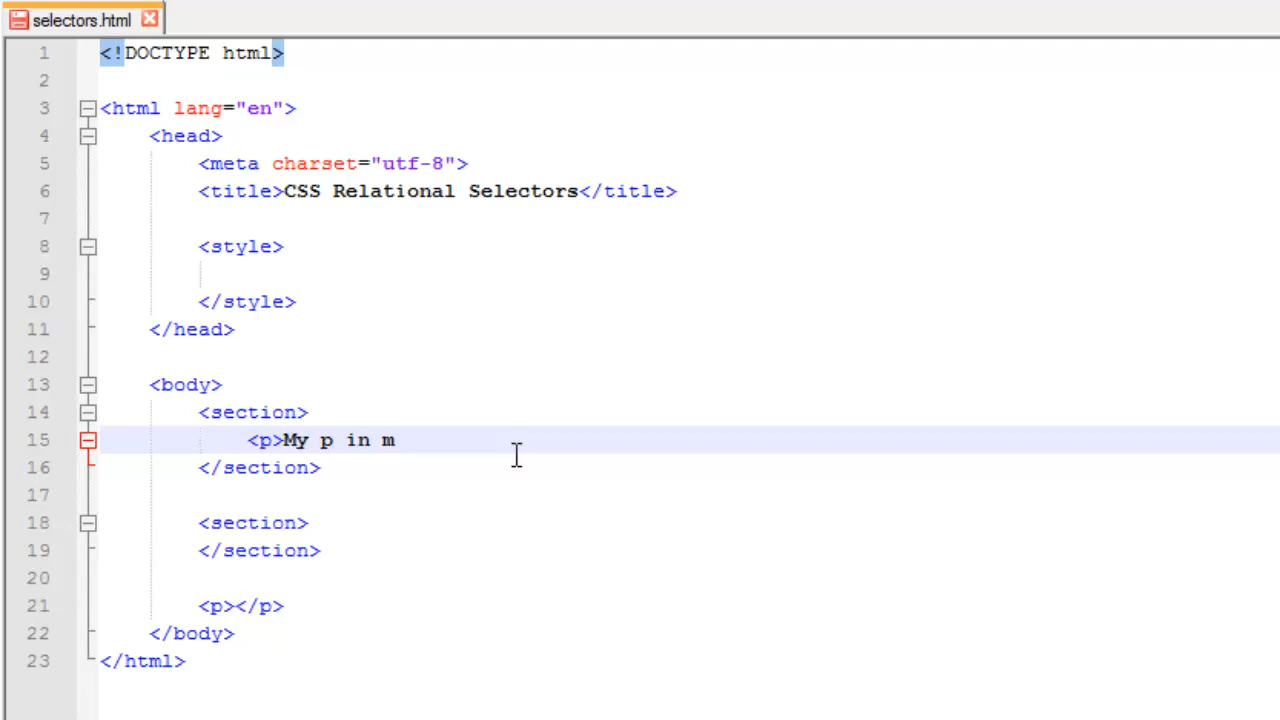 selectors.html
1 <!DOCTYPE html>
2
3 <html lang="en">
4 <head>
5 <meta charset="utf-8">
6 <title>CSS Relational Selectors</title>
7
8 <style>
9
10 </style>
11 </head>
12
13 <body>
14 <section>
15 <p>My p in m
16 </section>
17
18 <section>
19 </section>
20
21 <p></p>
22 </body>
23 </html>